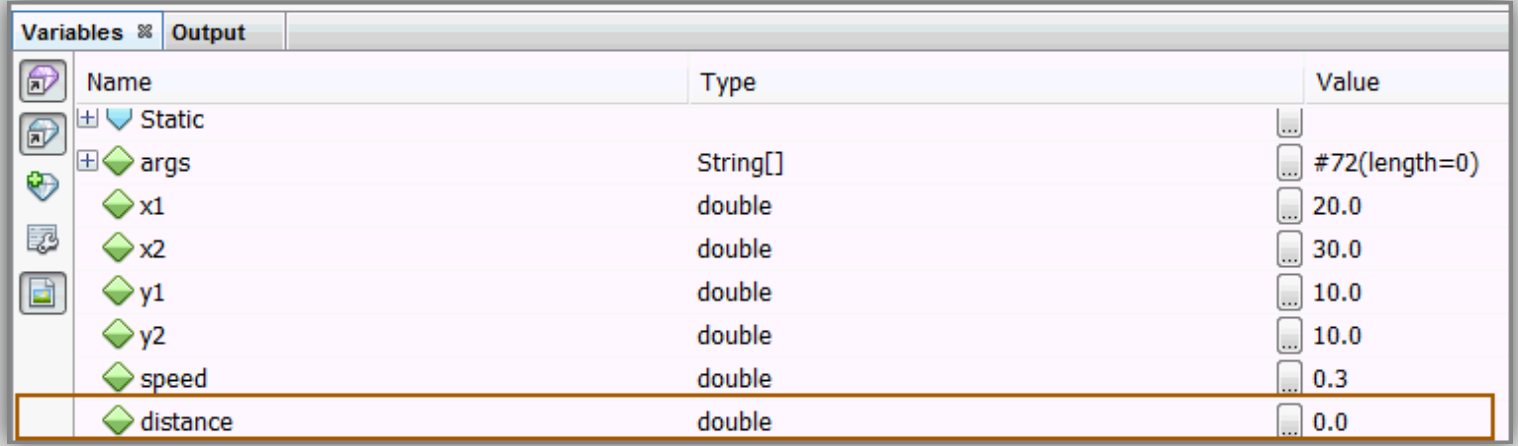 Variables Output
Name Type Value
Static ...
args String[] ... #72(length=0)
x1 double ... 20.0
x2 double ... 30.0
y1 double ... 10.0
y2 double ... 10.0
speed double ... 0.3
distance double ... 0.0